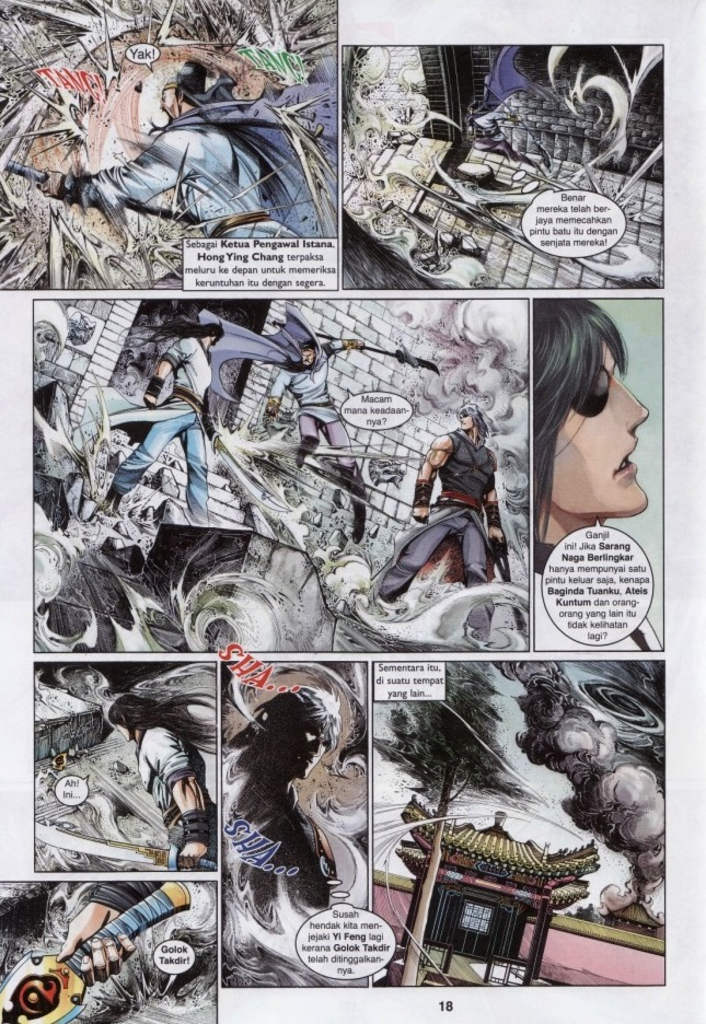 Yak!
TANG!
TANG!
Sebagai Ketua Pengawal Istana,
Hong Ying Chang terpaksa
meluru ke depan untuk memeriksa
keruntuhan itu dengan segera.
Benar
mereka telah ber-
jaya memecahkan
pintu batu itu dengan
senjata mereka!
Macam
mana keadaan-
nya?
Ganjil
ini! Jika Sarang
Naga Berlingkar
hanya mempunyai satu
pintu keluar saja, kenapa
Baginda Tuanku, Ateis
Kuntum dan orang-
orang yang lain itu
tidak kelihatan
lagi?
Ah!
Ini...
Golok
Takdir!
SHA...
SHA...
Susah
hendak kita men-
jejaki Yi Feng lagi
kerana Golok Takdir
telah ditinggalkan-
nya.
Sementara itu,
di suatu tempat
yang lain...
18